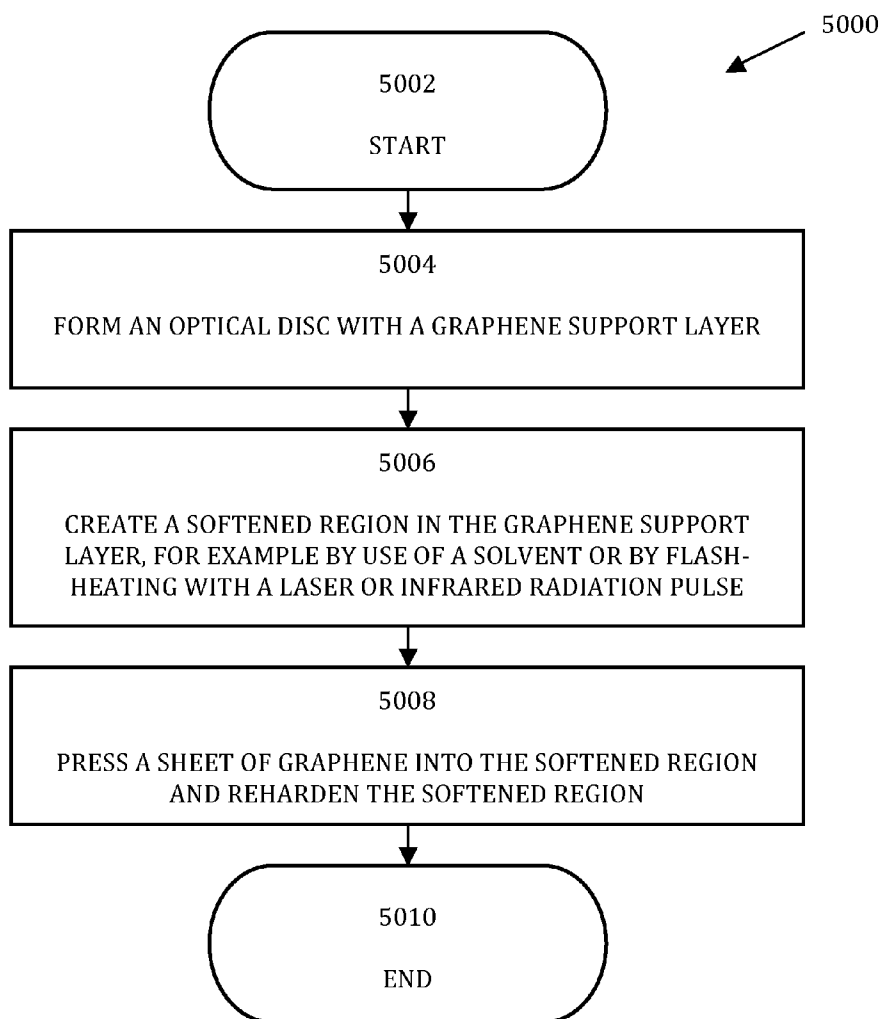 5000
5002
START
5004
FORM AN OPTICAL DISC WITH A GRAPHENE SUPPORT LAYER
5006
CREATE A SOFTENED REGION IN THE GRAPHENE SUPPORT
LAYER, FOR EXAMPLE BY USE OF A SOLVENT OR BY FLASH-
HEATING WITH A LASER OR INFRARED RADIATION PULSE
5008
PRESS A SHEET OF GRAPHENE INTO THE SOFTENED REGION
AND REHARDEN THE SOFTENED REGION
5010
END